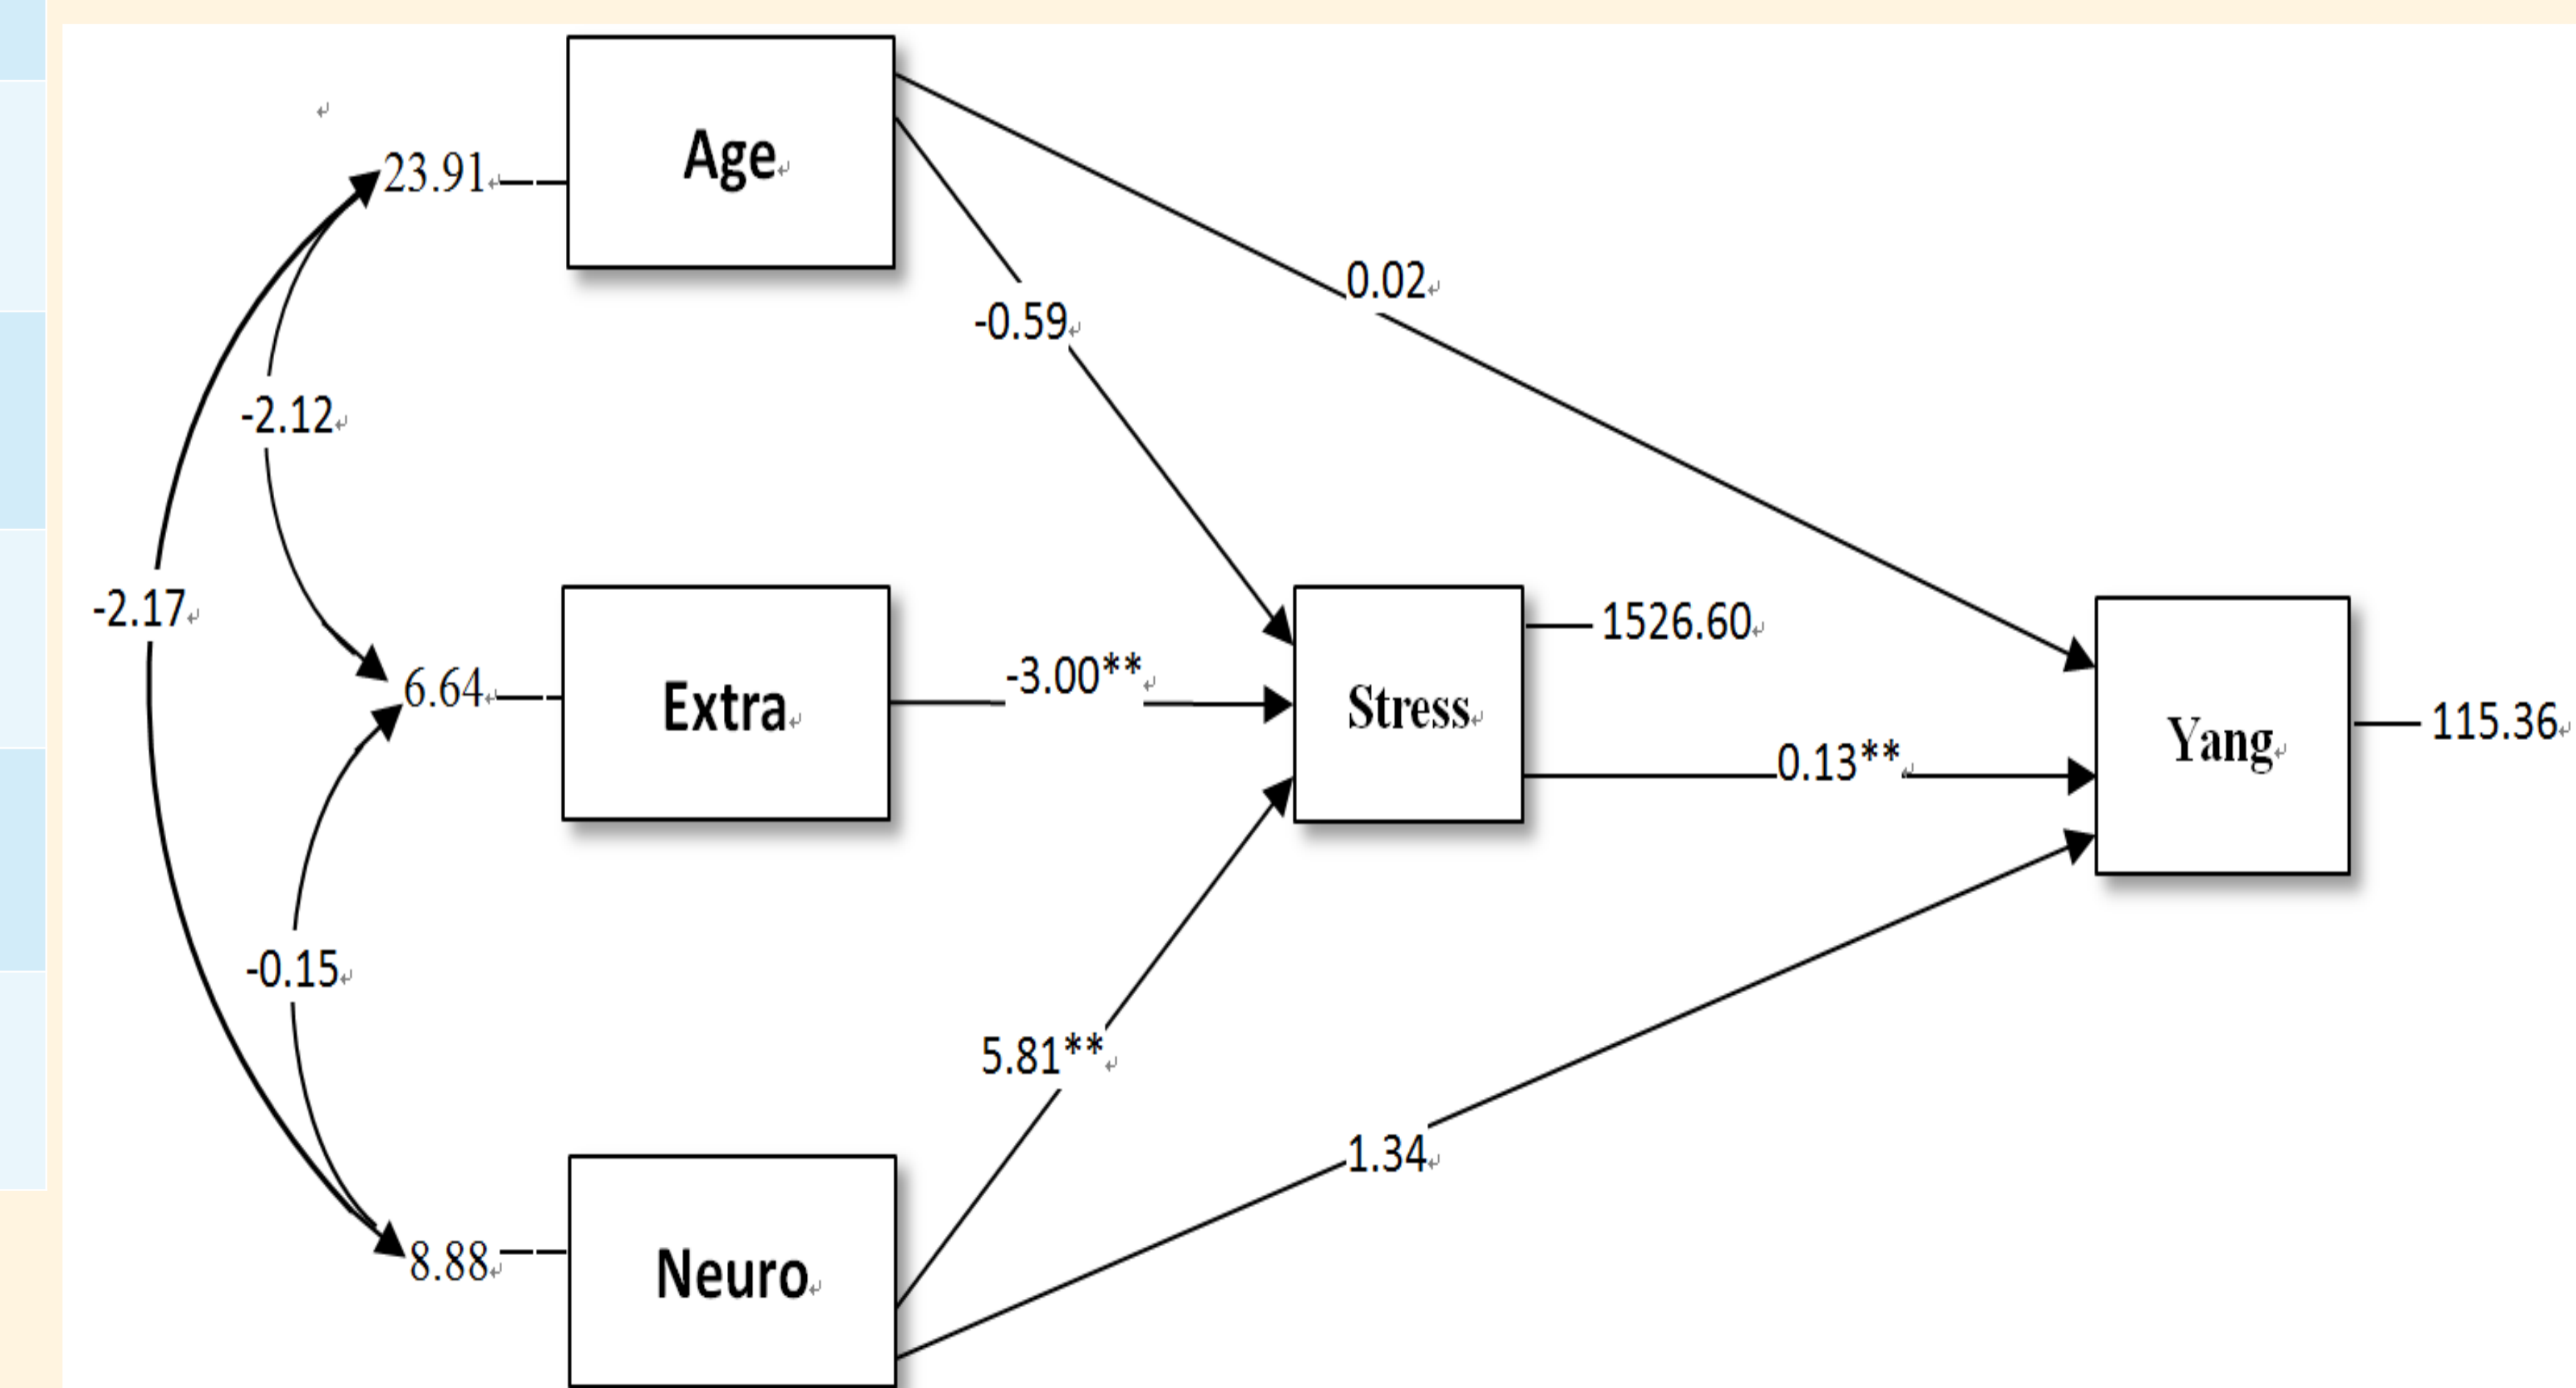 Age
23.91
0.02
-0.59
-2.12
-2.17
Extra
6.64
-3.00**
Stress
1526.60
Yang
115.36
0.13**
-0.15
5.81**
1.34
Neuro
8.88